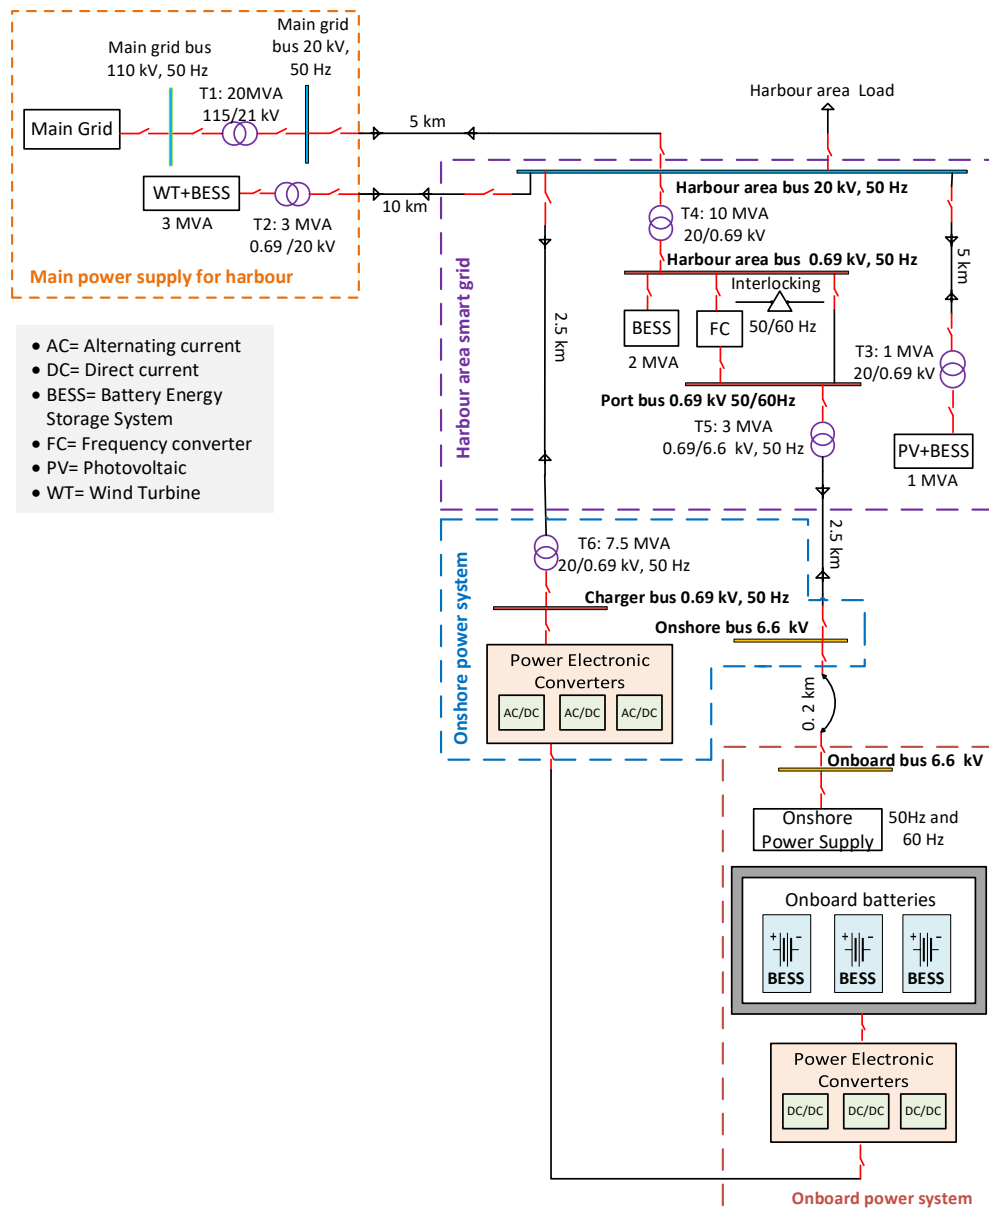 Main grid bus
110 kV, 50 Hz
Main grid
bus 20 kV,
50 Hz
T1: 20MVA
115/21 kV
Main Grid
5 km
Harbour area  Load
WT+BESS
3 MVA
T2: 3 MVA
0.69 /20 kV
10 km
Main power supply for harbour
Harbour area smart grid
Harbour area bus 20 kV, 50 Hz
T4: 10 MVA
20/0.69 kV
Harbour area bus  0.69 kV, 50 Hz
Interlocking
BESS
2 MVA
FC
50/60 Hz
5 km
2.5 km
T3: 1 MVA
20/0.69 kV
Port bus 0.69 kV 50/60Hz
T5: 3 MVA
0.69/6.6  kV, 50 Hz
PV+BESS
1 MVA
• AC= Alternating current
• DC= Direct current
• BESS= Battery Energy
Storage System
• FC= Frequency converter
• PV= Photovoltaic
• WT= Wind Turbine
2.5 km
Onshore power system
T6: 7.5 MVA
20/0.69 kV, 50 Hz
Charger bus 0.69 kV, 50 Hz
Onshore bus 6.6  kV
Power Electronic
Converters
AC/DC
AC/DC
AC/DC
0. 2 km
Onboard bus 6.6  kV
Onshore
Power Supply
50Hz and
60 Hz
Onboard batteries
+ −
BESS
+ −
BESS
+ −
BESS
Power Electronic
Converters
DC/DC
DC/DC
DC/DC
Onboard power system